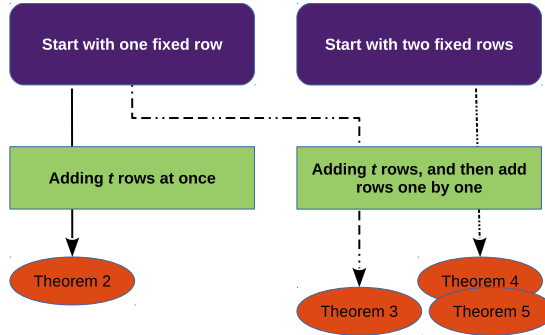 Start with one fixed row
Start with two fixed rows
Adding t rows at once
Adding t rows, and then add
rows one by one
Theorem 2
Theorem 3
Theorem 4
Theorem 5